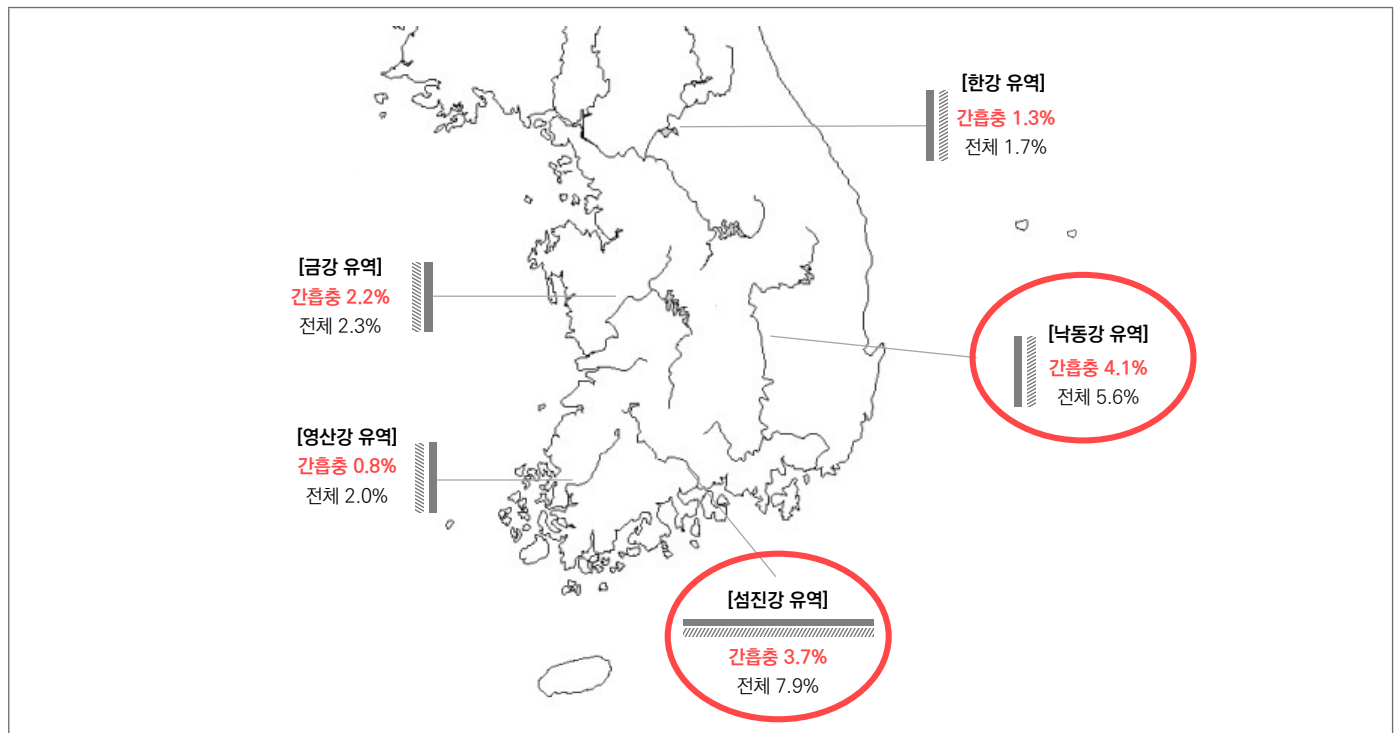 [한강 유역]
간흡충 1.3%
전체 1.7%
[금강 유역]
간흡충 2.2%
전체 2.3%
[낙동강 유역]
간흡충 4.1%
전체 5.6%
[영산강 유역]
간흡충 0.8%
전체 2.0%
[섬진강 유역]
간흡충 3.7%
전체 7.9%